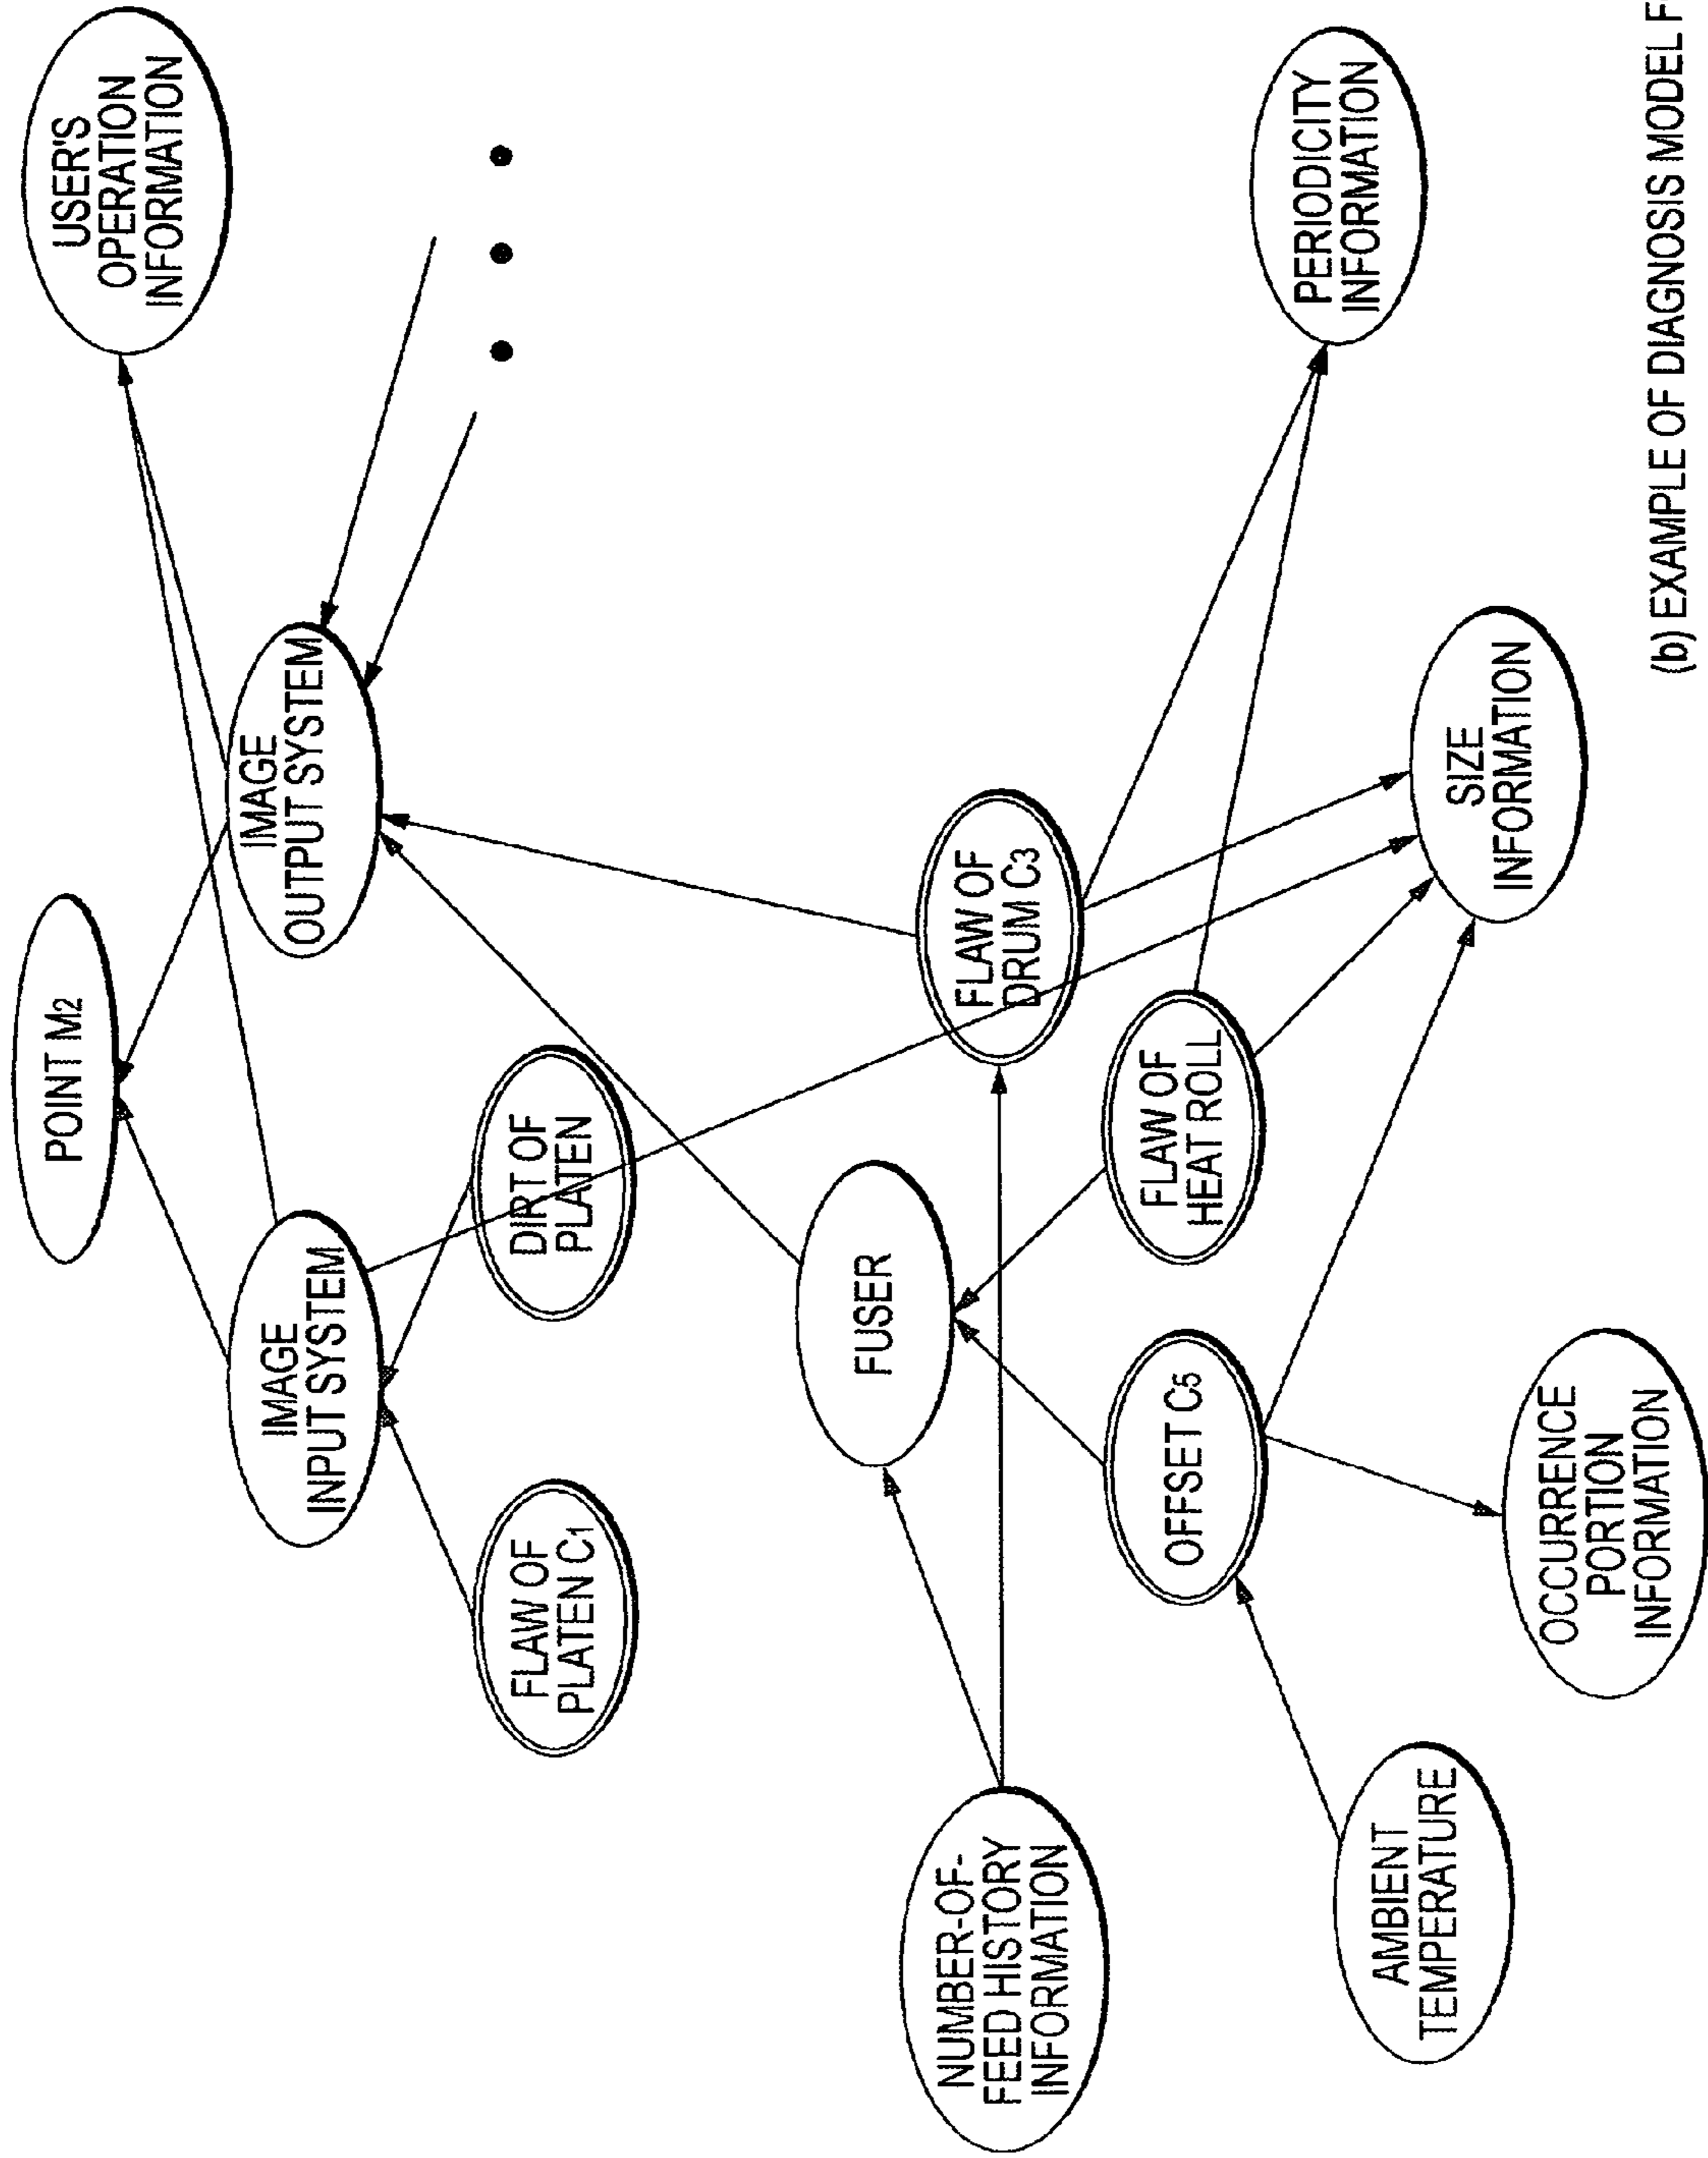 POINT M2
USER'S
OPERATION
INFORMATION
IMAGE
INPUT SYSTEM
IMAGE
OUTPUT SYSTEM
FLAW OF
PLATEN C1
DIRT OF
PLATEN
NUMBER-OF-
FEED HISTORY
INFORMATION
FUSER
FLAW OF
DRUM C3
OFFSET C5
FLAW OF
HEAT ROLL
AMBIENT
TEMPERATURE
OCCURRENCE
PORTION
INFORMATION
SIZE
INFORMATION
PERIODICITY
INFORMATION
(b) EXAMPLE OF DIAGNOSIS MODEL